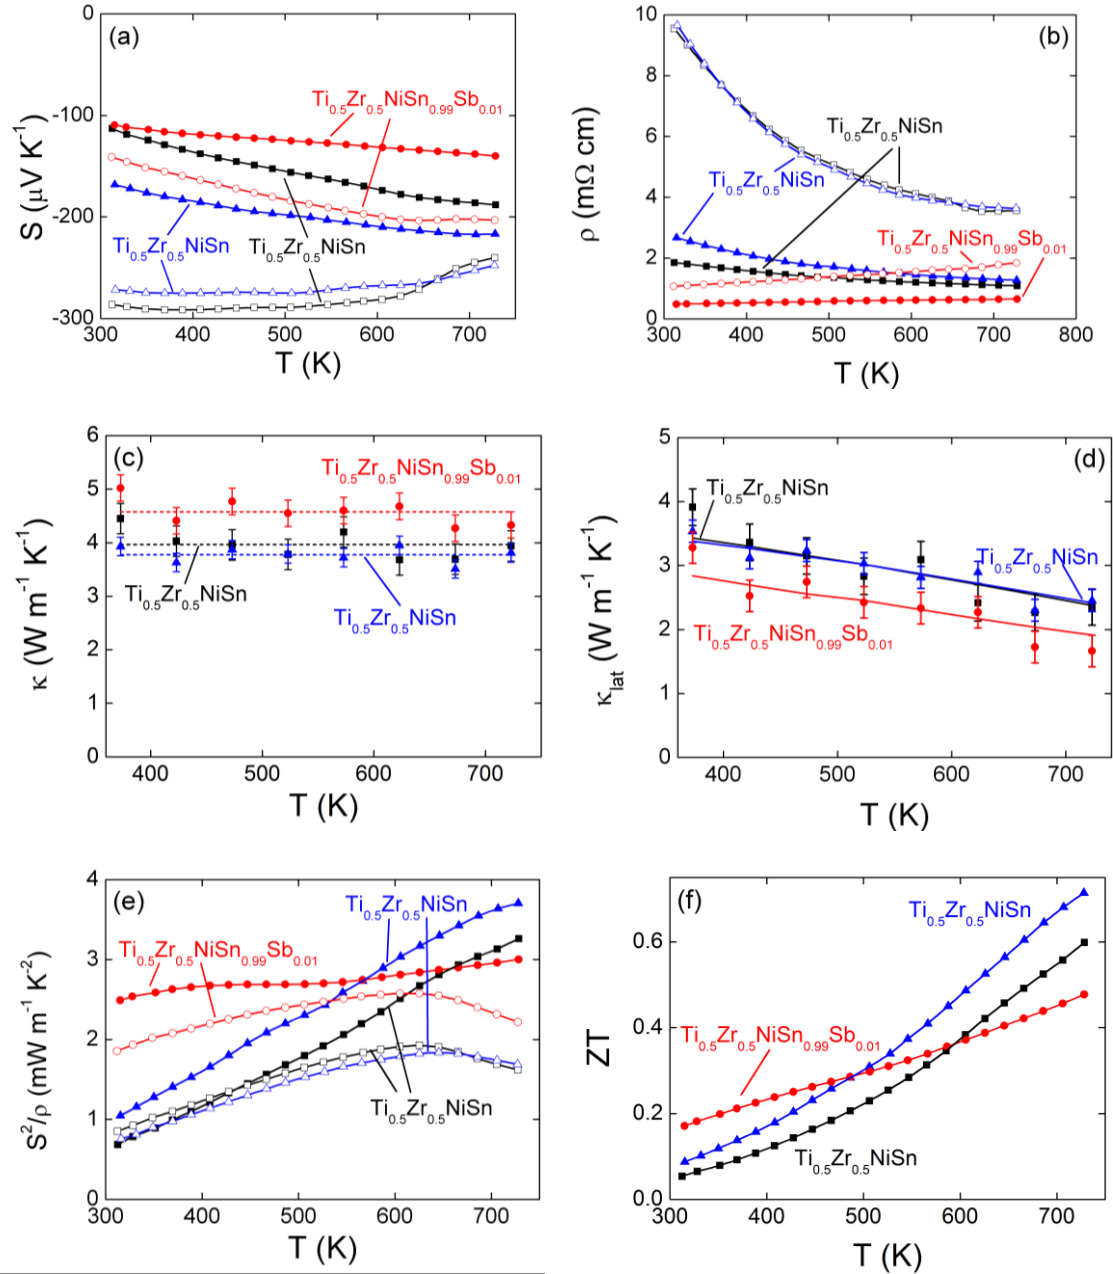 (a)
0
-100
-200
-300
S (μV K⁻¹)
Ti₀.₅Zr₀.₅NiSn₀.₉₉Sb₀.₀₁
Ti₀.₅Zr₀.₅NiSn
Ti₀.₅Zr₀.₅NiSn
300 400 500 600 700
T (K)
(b)
10
8
6
4
2
0
ρ (mΩ cm)
Ti₀.₅Zr₀.₅NiSn
Ti₀.₅Zr₀.₅NiSn
Ti₀.₅Zr₀.₅NiSn₀.₉₉Sb₀.₀₁
300 400 500 600 700 800
T (K)
(c)
6
5
4
3
2
1
0
κ (W m⁻¹ K⁻¹)
Ti₀.₅Zr₀.₅NiSn₀.₉₉Sb₀.₀₁
Ti₀.₅Zr₀.₅NiSn
Ti₀.₅Zr₀.₅NiSn
400 500 600 700
T (K)
(d)
5
4
3
2
1
0
κₗₐₜ (W m⁻¹ K⁻¹)
Ti₀.₅Zr₀.₅NiSn
Ti₀.₅Zr₀.₅NiSn
Ti₀.₅Zr₀.₅NiSn₀.₉₉Sb₀.₀₁
400 500 600 700
T (K)
(e)
4
3
2
1
0
S²/ρ (mW m⁻¹ K⁻²)
Ti₀.₅Zr₀.₅NiSn
Ti₀.₅Zr₀.₅NiSn₀.₉₉Sb₀.₀₁
Ti₀.₅Zr₀.₅NiSn
300 400 500 600 700
T (K)
(f)
0.6
0.4
0.2
0.0
ZT
Ti₀.₅Zr₀.₅NiSn
Ti₀.₅Zr₀.₅NiSn₀.₉₉Sb₀.₀₁
Ti₀.₅Zr₀.₅NiSn
300 400 500 600 700
T (K)